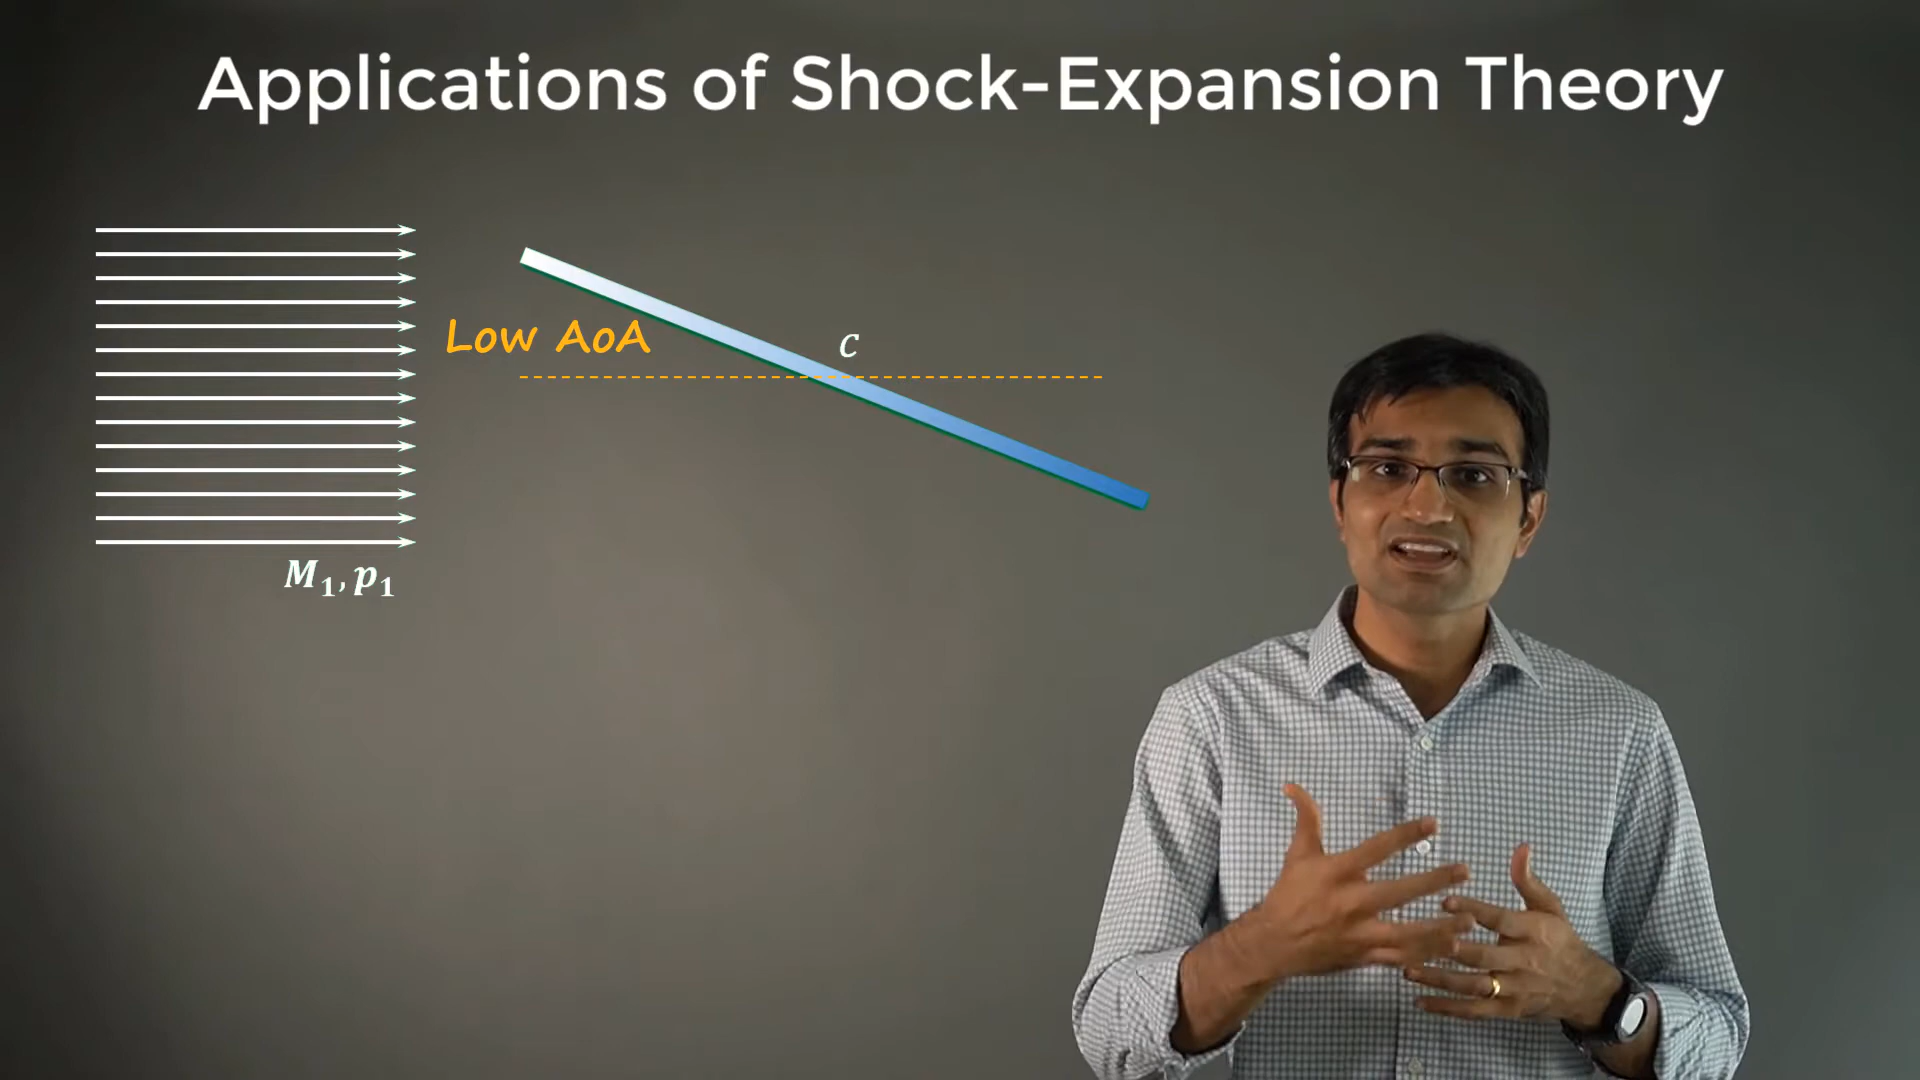 Applications of Shock-Expansion Theory
Low AoA
c
M₁, p₁